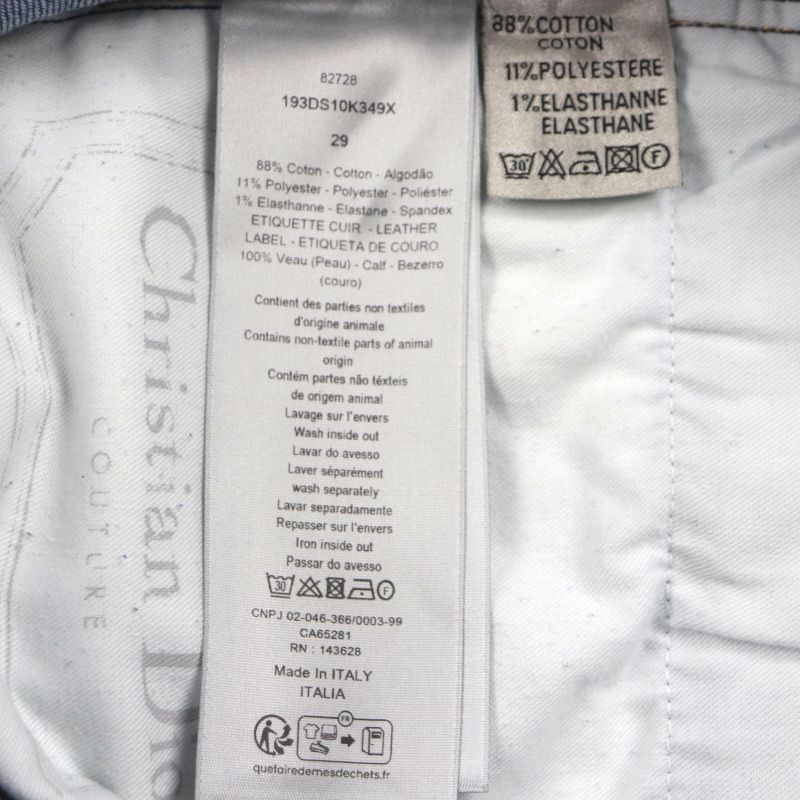 82728
193DS10K349X
29
88% Coton - Cotton - Algodão
11% Polyester - Polyester - Poliéster
1% Elasthanne - Elastane - Spandex
ETIQUETTE CUIR - LEATHER
LABEL - ETIQUETA DE COURO
100% Veau (Peau) - Calf - Bezerro
(couro)
Contient des parties non textiles
d'origine animale
Contains non-textile parts of animal
origin
Contém partes não têxteis
de origem animal
Lavage sur l'envers
Wash inside out
Lavar do avesso
Laver séparément
wash separately
Lavar separadamente
Repasser sur l'envers
Iron inside out
Passar do avesso
30 F
CNPJ 02-046-366/0003-99
CA65281
RN : 143628
Made In ITALY
ITALIA
FR
quefairedemesdechets.fr
88%COTTON
COTON
11%POLYESTERE
1%ELASTHANNE
ELASTHANE
30° F
Christian Dio
COUTURE